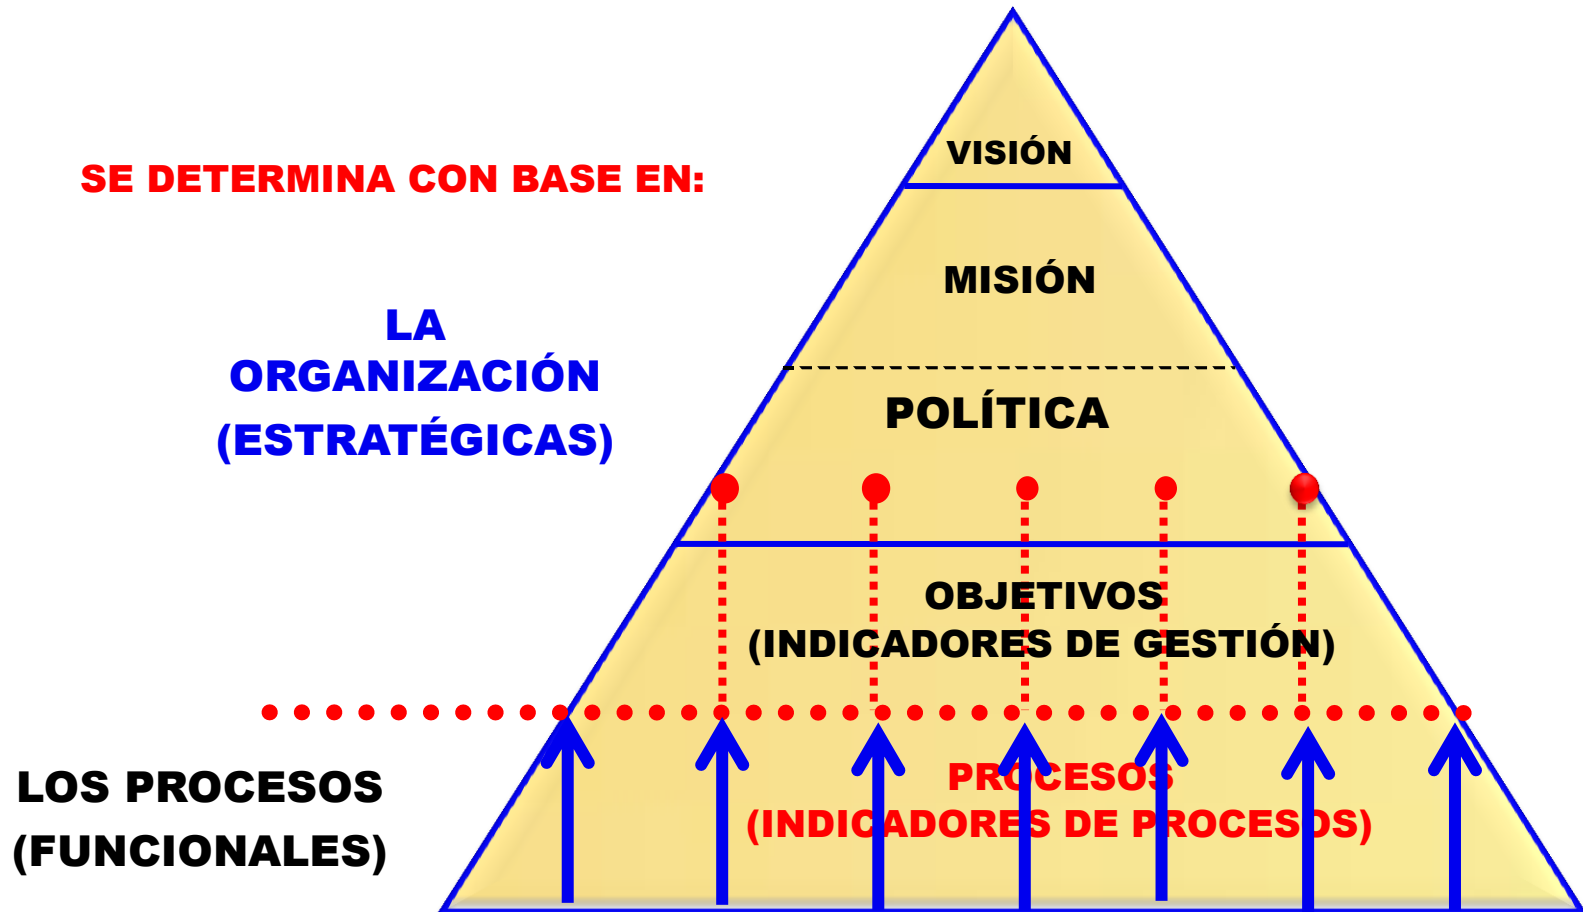 SE DETERMINA CON BASE EN:
LA
ORGANIZACIÓN
(ESTRATÉGICAS)
LOS PROCESOS
(FUNCIONALES)
VISIÓN
MISIÓN
POLÍTICA
OBJETIVOS
(INDICADORES DE GESTIÓN)
PROCESOS
(INDICADORES DE PROCESOS)